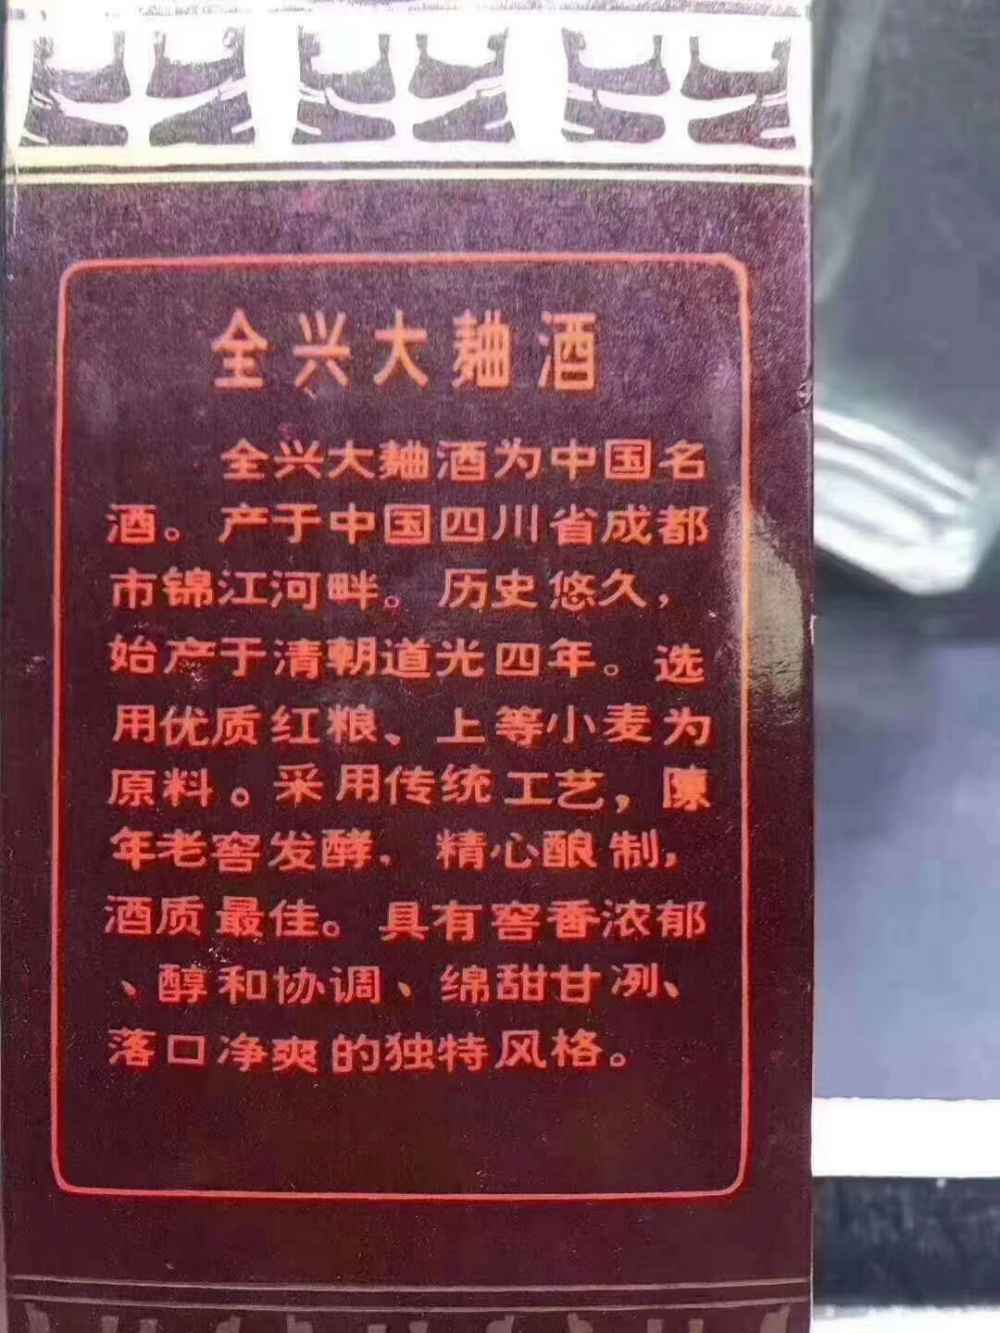 全兴大麯酒
全兴大麯酒为中国名
酒。产于中国四川省成都
市锦江河畔。历史悠久，
始产于清朝道光四年。选
用优质红粮、上等小麦为
原料。采用传统工艺，陳
年老窖发酵．精心酿制，
酒质最佳。具有窖香浓郁
、醇和协调、绵甜甘冽、
落口净爽的独特风格。